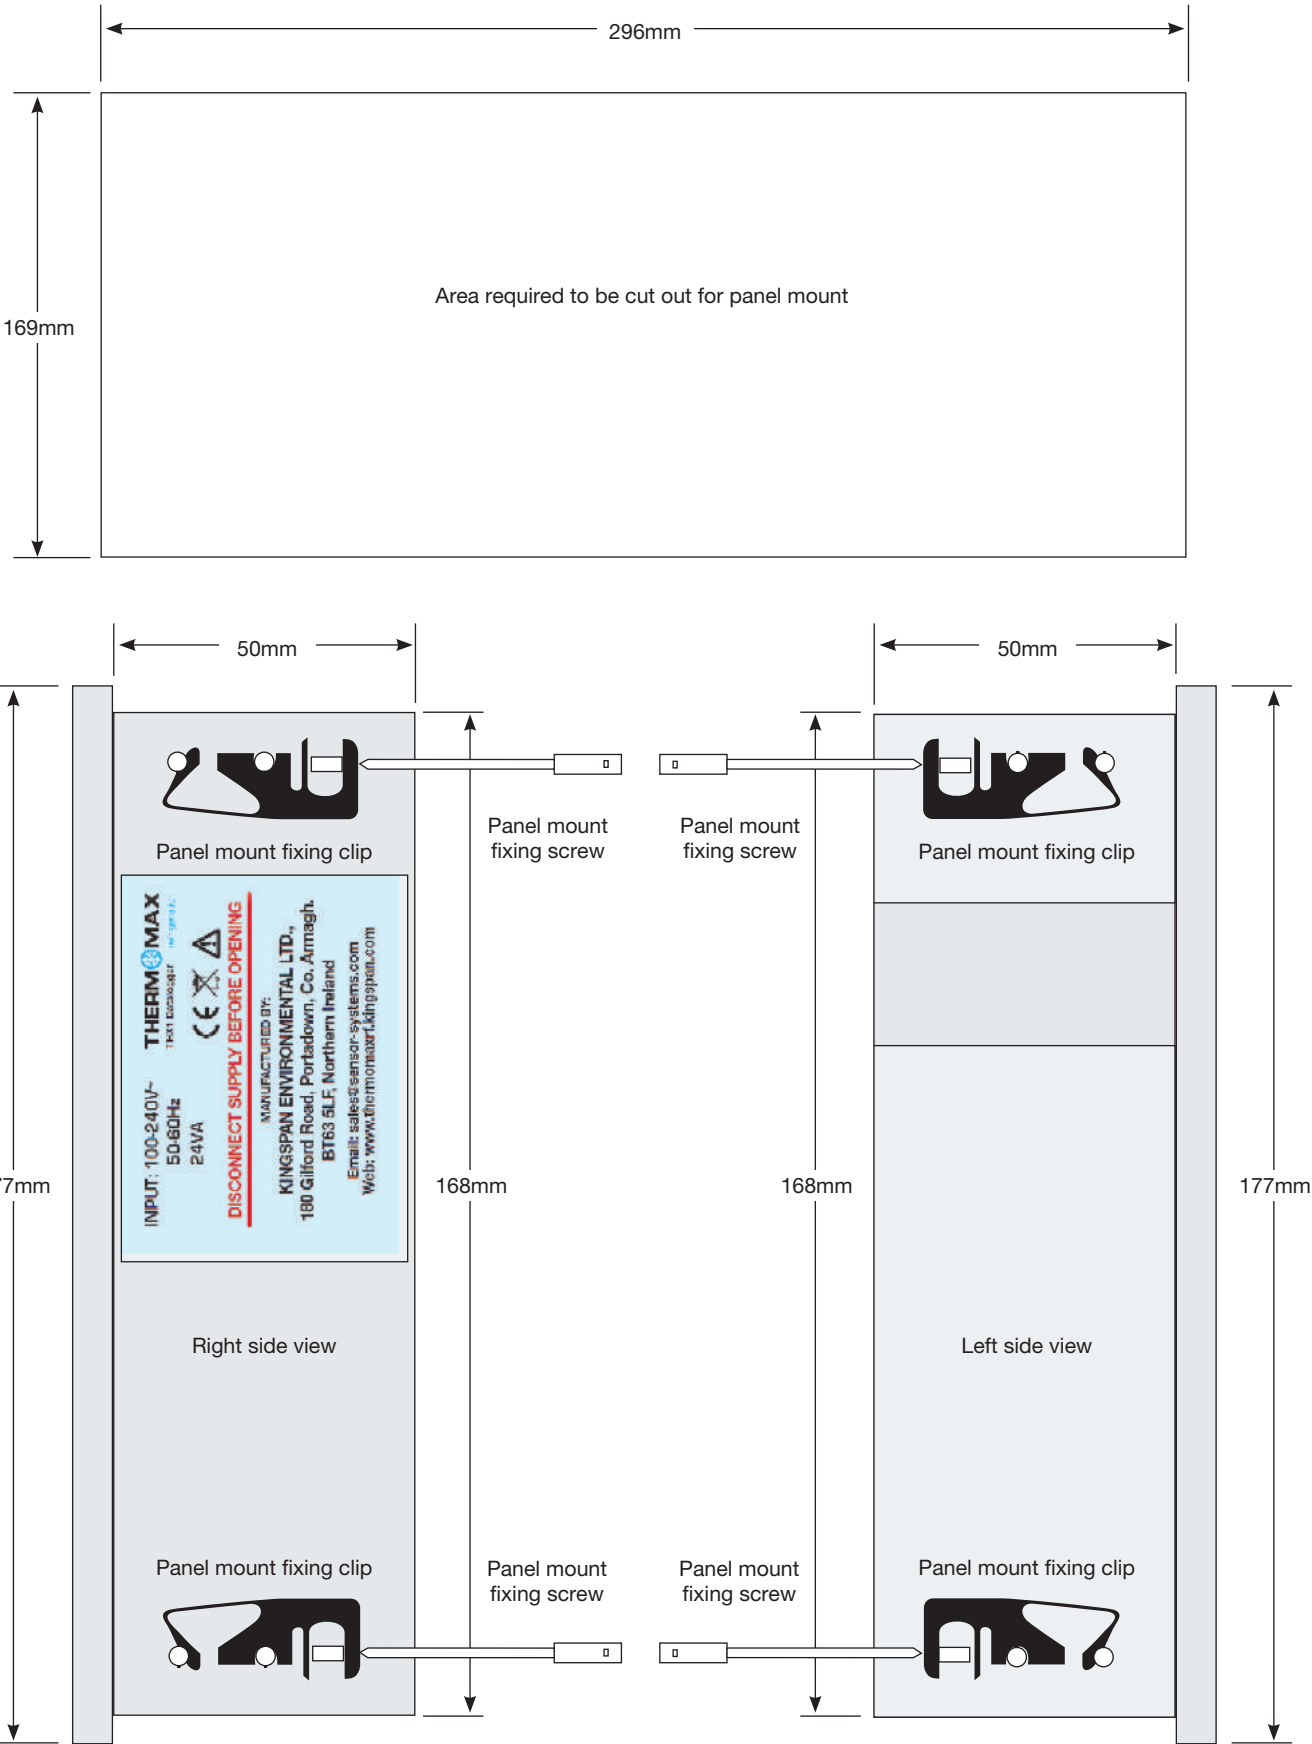 296mm
169mm
Area required to be cut out for panel mount
50mm
50mm
Panel mount
fixing screw
Panel mount
fixing screw
Panel mount fixing clip
Panel mount fixing clip
INPUT: 100-240V~
50-60Hz
24VA
THERMOMAX
DISCONNECT SUPPLY BEFORE OPENING
MANUFACTURED BY:
KINGSPAN ENVIRONMENTAL LTD.,
180 Gilford Road, Portadown, Co. Armagh.
BT63 5LF, Northern Ireland
Email: sales@sensor-systems.com
Web: www.thermomaxrf.kingspan.com
77mm
168mm
168mm
177mm
Right side view
Left side view
Panel mount fixing clip
Panel mount
fixing screw
Panel mount
fixing screw
Panel mount fixing clip